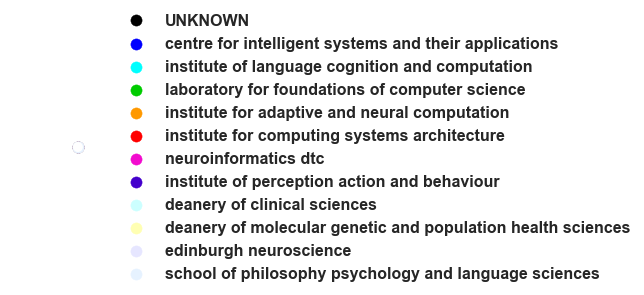 UNKNOWN
centre for intelligent systems and their applications
institute of language cognition and computation
laboratory for foundations of computer science
institute for adaptive and neural computation
institute for computing systems architecture
neuroinformatics dtc
institute of perception action and behaviour
deanery of clinical sciences
deanery of molecular genetic and population health sciences
edinburgh neuroscience
school of philosophy psychology and language sciences